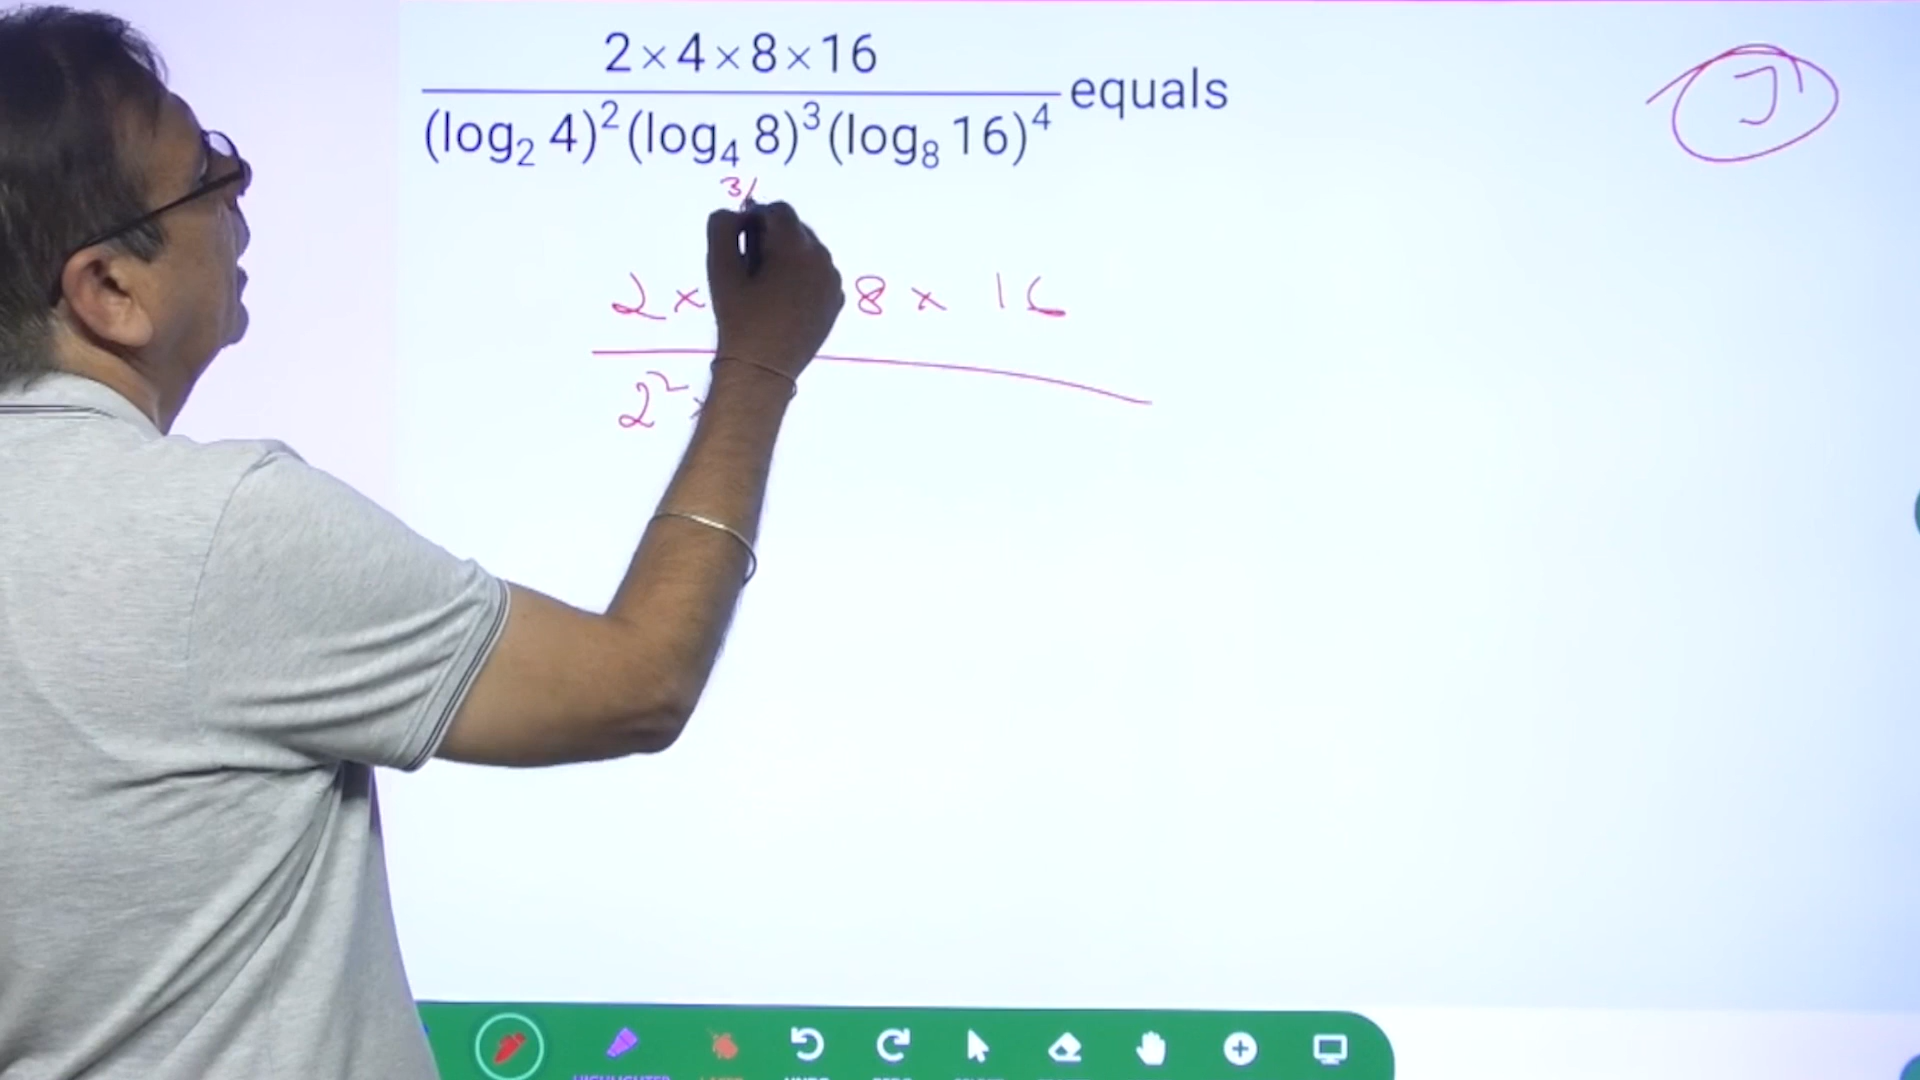 2×4×8×16
(log₂ 4)²(log₄ 8)³(log₈ 16)⁴ equals
3/
2 × 8 × 16
2² ×